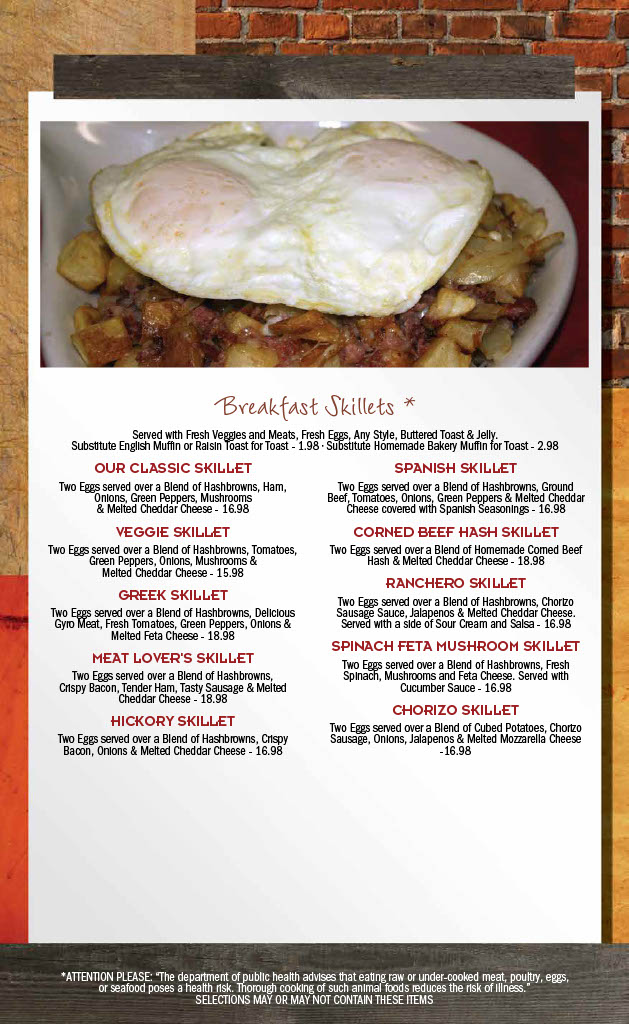 Breakfast Skillets *
Served with Fresh Veggies and Meats, Fresh Eggs, Any Style, Buttered Toast & Jelly.
Substitute English Muffin or Raisin Toast for Toast - 1.98 · Substitute Homemade Bakery Muffin for Toast - 2.98
OUR CLASSIC SKILLET
Two Eggs served over a Blend of Hashbrowns, Ham,
Onions, Green Peppers, Mushrooms
& Melted Cheddar Cheese - 16.98
VEGGIE SKILLET
Two Eggs served over a Blend of Hashbrowns, Tomatoes,
Green Peppers, Onions, Mushrooms &
Melted Cheddar Cheese - 15.98
GREEK SKILLET
Two Eggs served over a Blend of Hashbrowns, Delicious
Gyro Meat, Fresh Tomatoes, Green Peppers, Onions &
Melted Feta Cheese - 18.98
MEAT LOVER'S SKILLET
Two Eggs served over a Blend of Hashbrowns,
Crispy Bacon, Tender Ham, Tasty Sausage & Melted
Cheddar Cheese - 18.98
HICKORY SKILLET
Two Eggs served over a Blend of Hashbrowns, Crispy
Bacon, Onions & Melted Cheddar Cheese - 16.98
SPANISH SKILLET
Two Eggs served over a Blend of Hashbrowns, Ground
Beef, Tomatoes, Onions, Green Peppers & Melted Cheddar
Cheese covered with Spanish Seasonings - 16.98
CORNED BEEF HASH SKILLET
Two Eggs served over a Blend of Homemade Corned Beef
Hash & Melted Cheddar Cheese - 18.98
RANCHERO SKILLET
Two Eggs served over a Blend of Hashbrowns, Chorizo
Sausage Sauce, Jalapenos & Melted Cheddar Cheese.
Served with a side of Sour Cream and Salsa - 16.98
SPINACH FETA MUSHROOM SKILLET
Two Eggs served over a Blend of Hashbrowns, Fresh
Spinach, Mushrooms and Feta Cheese. Served with
Cucumber Sauce - 16.98
CHORIZO SKILLET
Two Eggs served over a Blend of Cubed Potatoes, Chorizo
Sausage, Onions, Jalapenos & Melted Mozzarella Cheese
-16.98
*ATTENTION PLEASE: "The department of public health advises that eating raw or under-cooked meat, poultry, eggs,
or seafood poses a health risk. Thorough cooking of such animal foods reduces the risk of illness."
SELECTIONS MAY OR MAY NOT CONTAIN THESE ITEMS